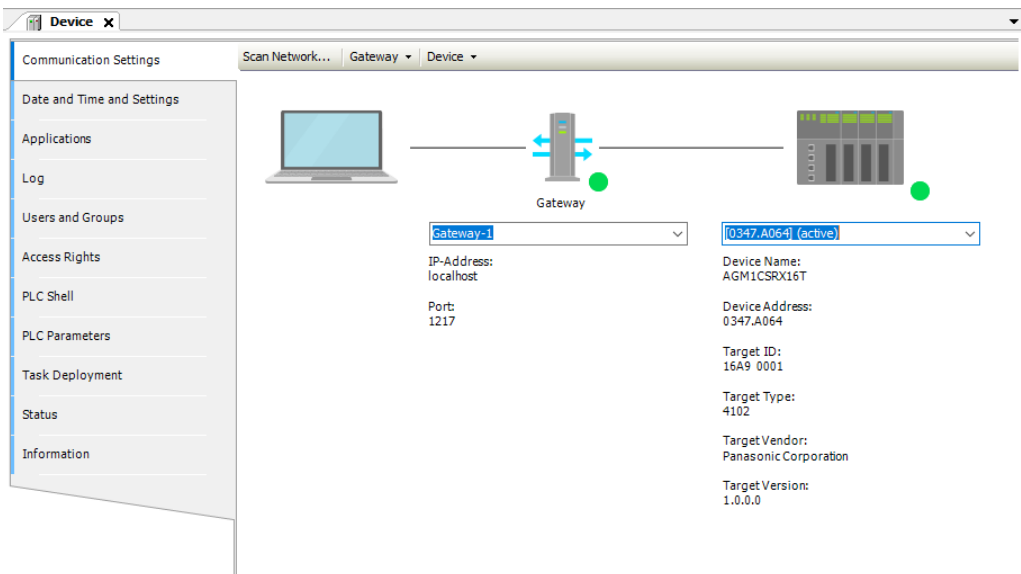 Device
Communication Settings
Scan Network...
Gateway
Device
Date and Time and Settings
Applications
Log
Users and Groups
Access Rights
PLC Shell
PLC Parameters
Task Deployment
Status
Information
Gateway
Gateway-1
IP-Address:
localhost
Port:
1217
[0347.A064] (active)
Device Name:
AGM1CSRX16T
Device Address:
0347.A064
Target ID:
16A9 0001
Target Type:
4102
Target Vendor:
Panasonic Corporation
Target Version:
1.0.0.0